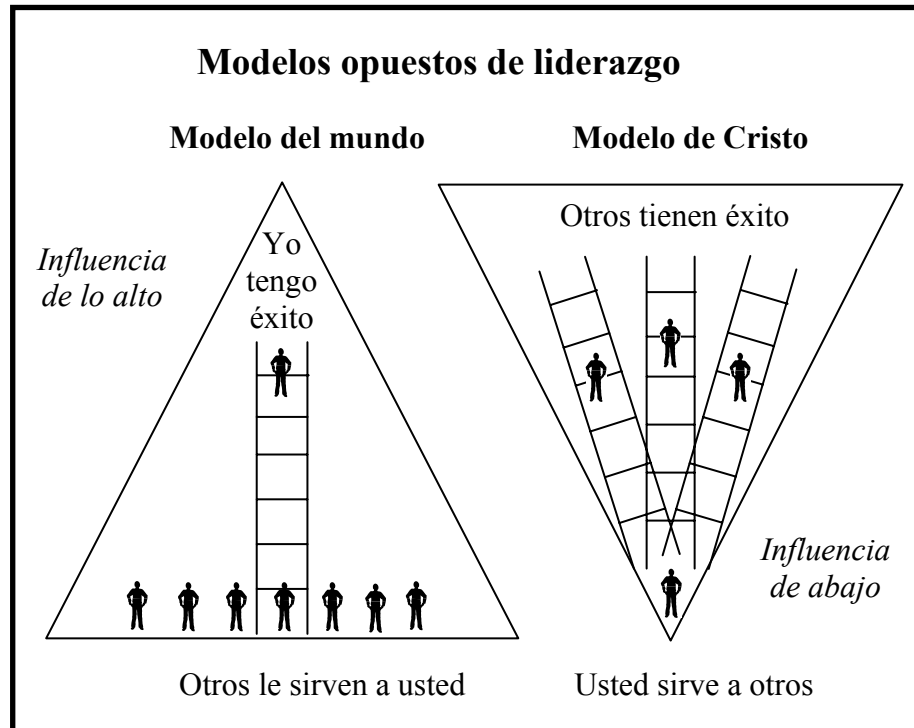 Modelos opuestos de liderazgo
Modelo del mundo
Influencia
de lo alto
Yo
tengo
éxito
Otros le sirven a usted
Modelo de Cristo
Otros tienen éxito
Influencia
de abajo
Usted sirve a otros